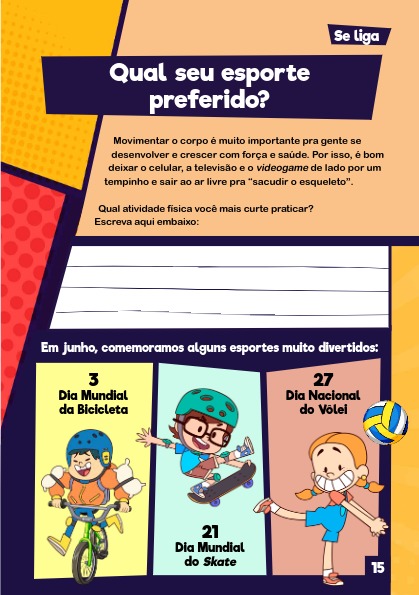 Se liga
Qual seu esporte
preferido?
Movimentar o corpo é muito importante pra gente se
desenvolver e crescer com força e saúde. Por isso, é bom
deixar o celular, a televisão e o videogame de lado por um
tempinho e sair ao ar livre pra “sacudir o esqueleto”.
Qual atividade física você mais curte praticar?
Escreva aqui embaixo:
Em junho, comemoramos alguns esportes muito divertidos:
3
Dia Mundial
da Bicicleta
21
Dia Mundial
do Skate
27
Dia Nacional
do Vôlei
15